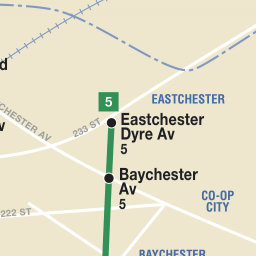 d
5
EASTCHESTER
Eastchester
Dyre Av
5
CHESTER AV
233 ST
v
Baychester
Av
5
CO-OP
CITY
222 ST
BAYCHESTER